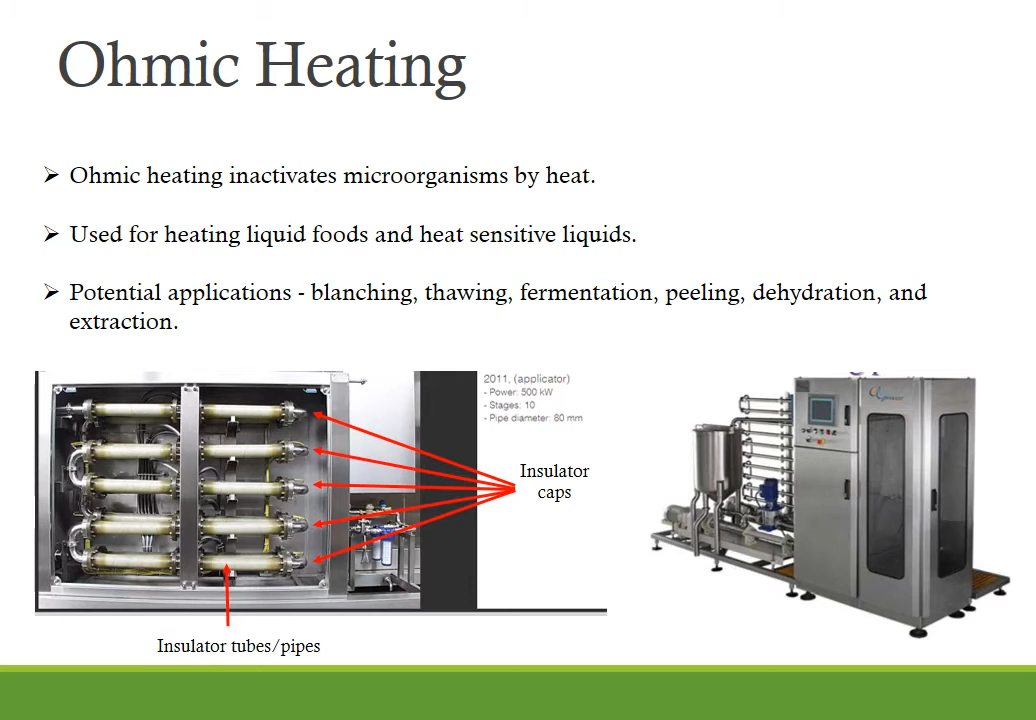 Ohmic Heating
➢ Ohmic heating inactivates microorganisms by heat.
➢ Used for heating liquid foods and heat sensitive liquids.
➢ Potential applications - blanching, thawing, fermentation, peeling, dehydration, and
extraction.
2011, (applicator)
- Power: 500 kW
- Stages: 10
- Pipe diameter: 80 mm
Insulator
caps
Insulator tubes/pipes